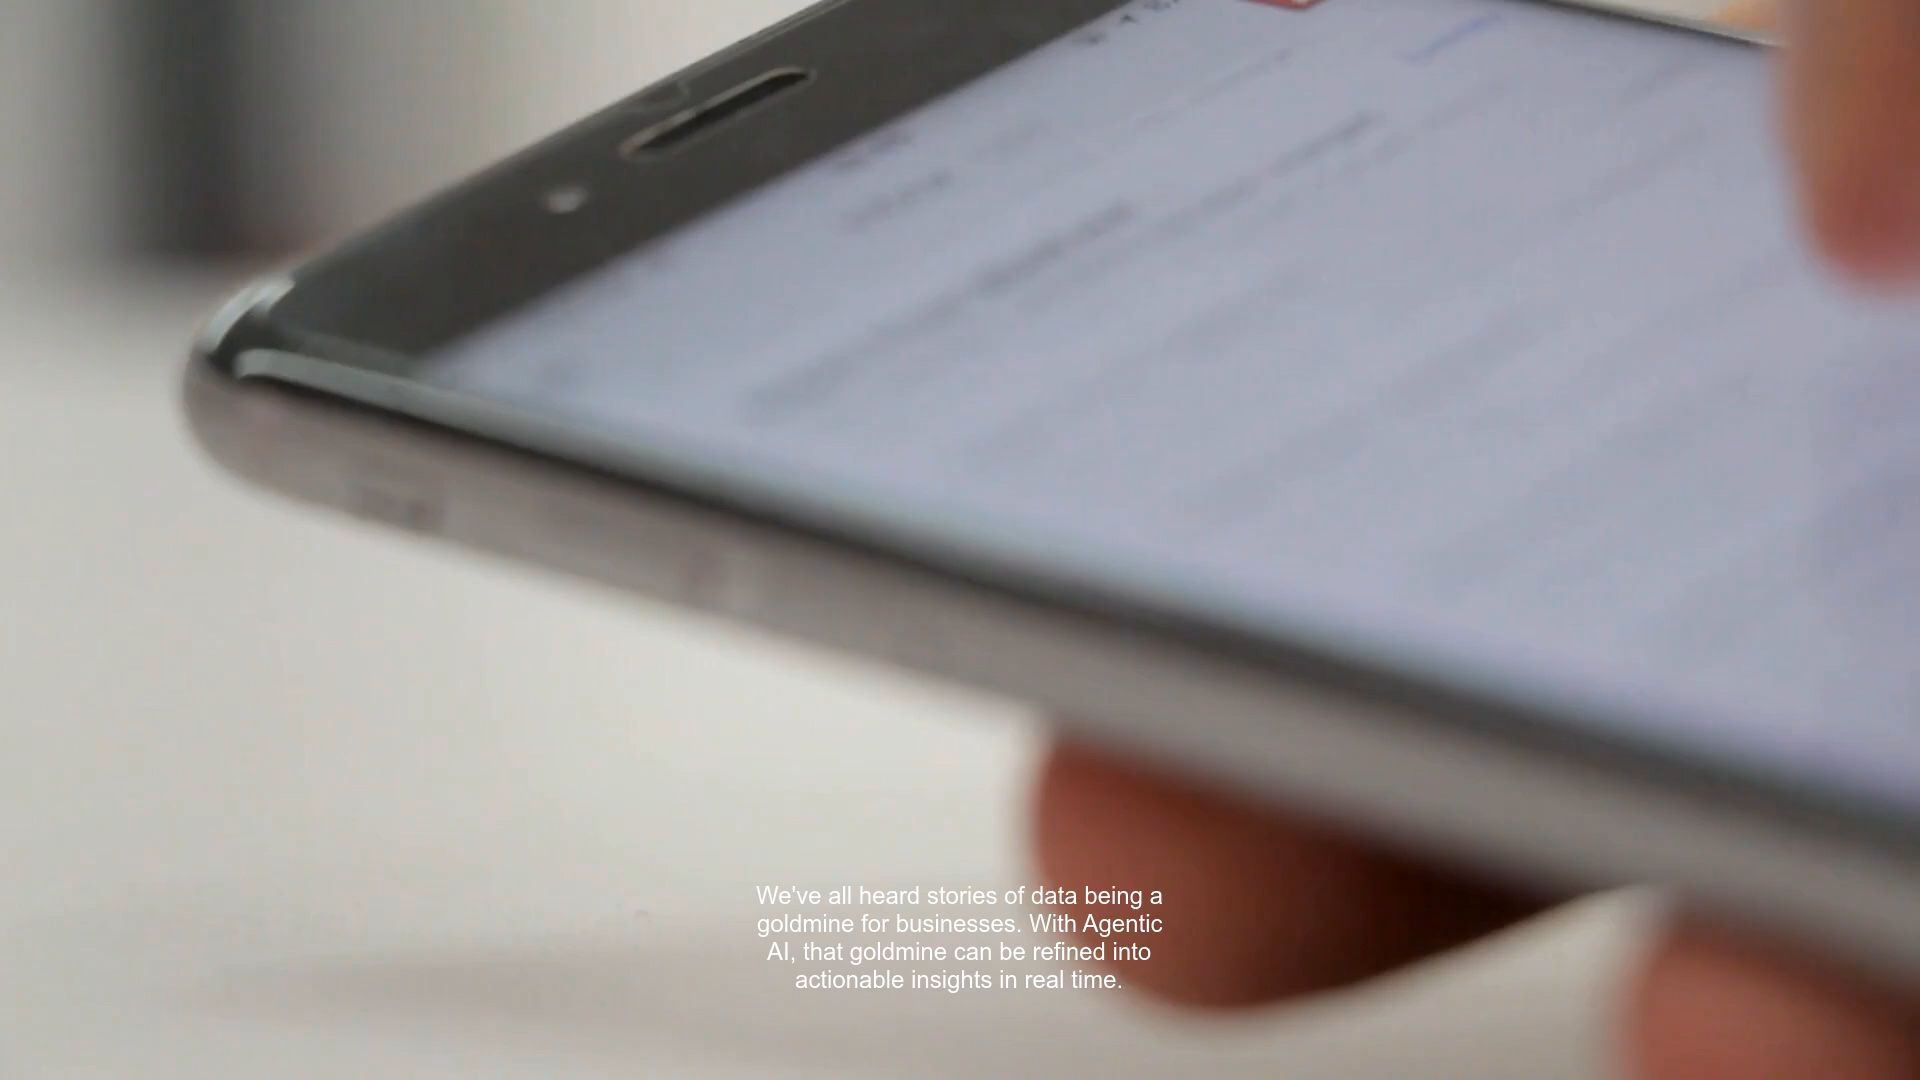 We've all heard stories of data being a
goldmine for businesses. With Agentic
AI, that goldmine can be refined into
actionable insights in real time.